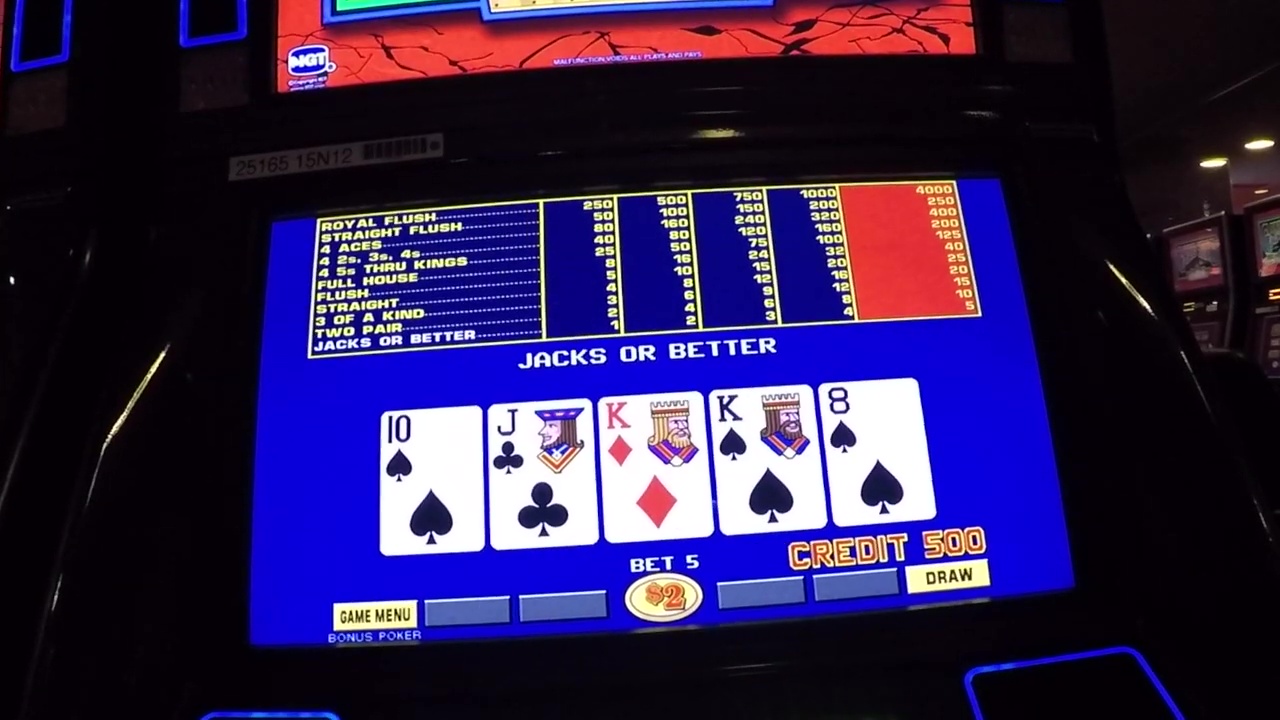 IGT
MALFUNCTION VOIDS ALL PLAYS AND PAYS
25165 15N12
ROYAL FLUSH 250 500 750 1000 4000
STRAIGHT FLUSH 50 100 150 200 250
4 ACES 80 160 240 320 400
4 2s, 3s, 4s 40 80 120 160 200
4 5s THRU KINGS 25 50 75 100 125
FULL HOUSE 8 16 24 32 40
FLUSH 5 10 15 20 25
STRAIGHT 4 8 12 16 20
3 OF A KIND 3 6 9 12 15
TWO PAIR 2 4 6 8 10
JACKS OR BETTER 1 2 3 4 5
JACKS OR BETTER
10 J K K 8
BET 5 CREDIT 500
GAME MENU $2 DRAW
BONUS POKER